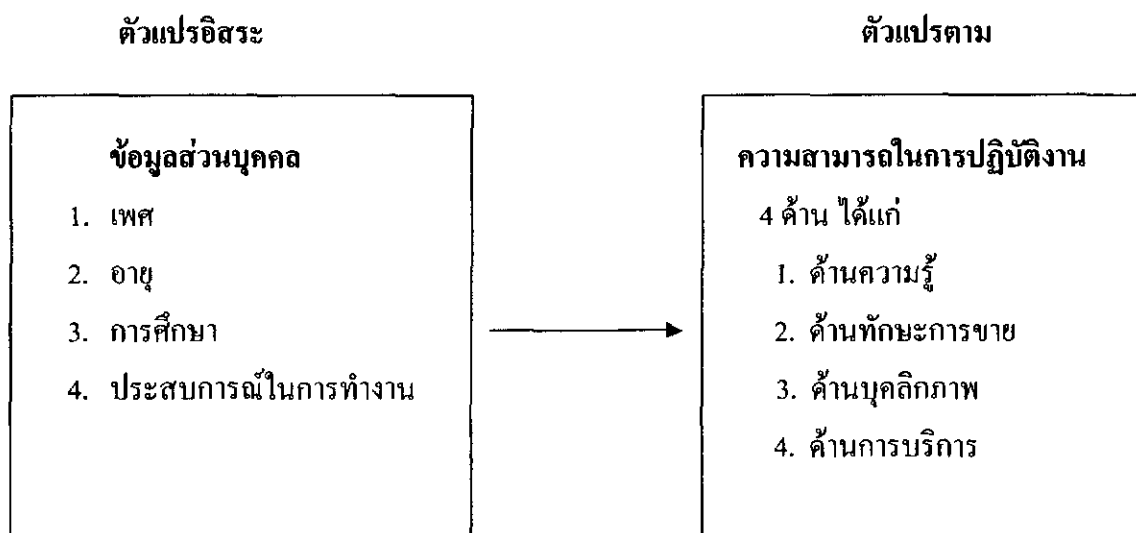 ตัวแปรอิสระ
ข้อมูลส่วนบุคคล
1. เพศ
2. อายุ
3. การศึกษา
4. ประสบการณ์ในการทำงาน
ตัวแปรตาม
ความสามารถในการปฏิบัติงาน
4 ด้าน ได้แก่
1. ด้านความรู้
2. ด้านทักษะการขาย
3. ด้านบุคลิกภาพ
4. ด้านการบริการ